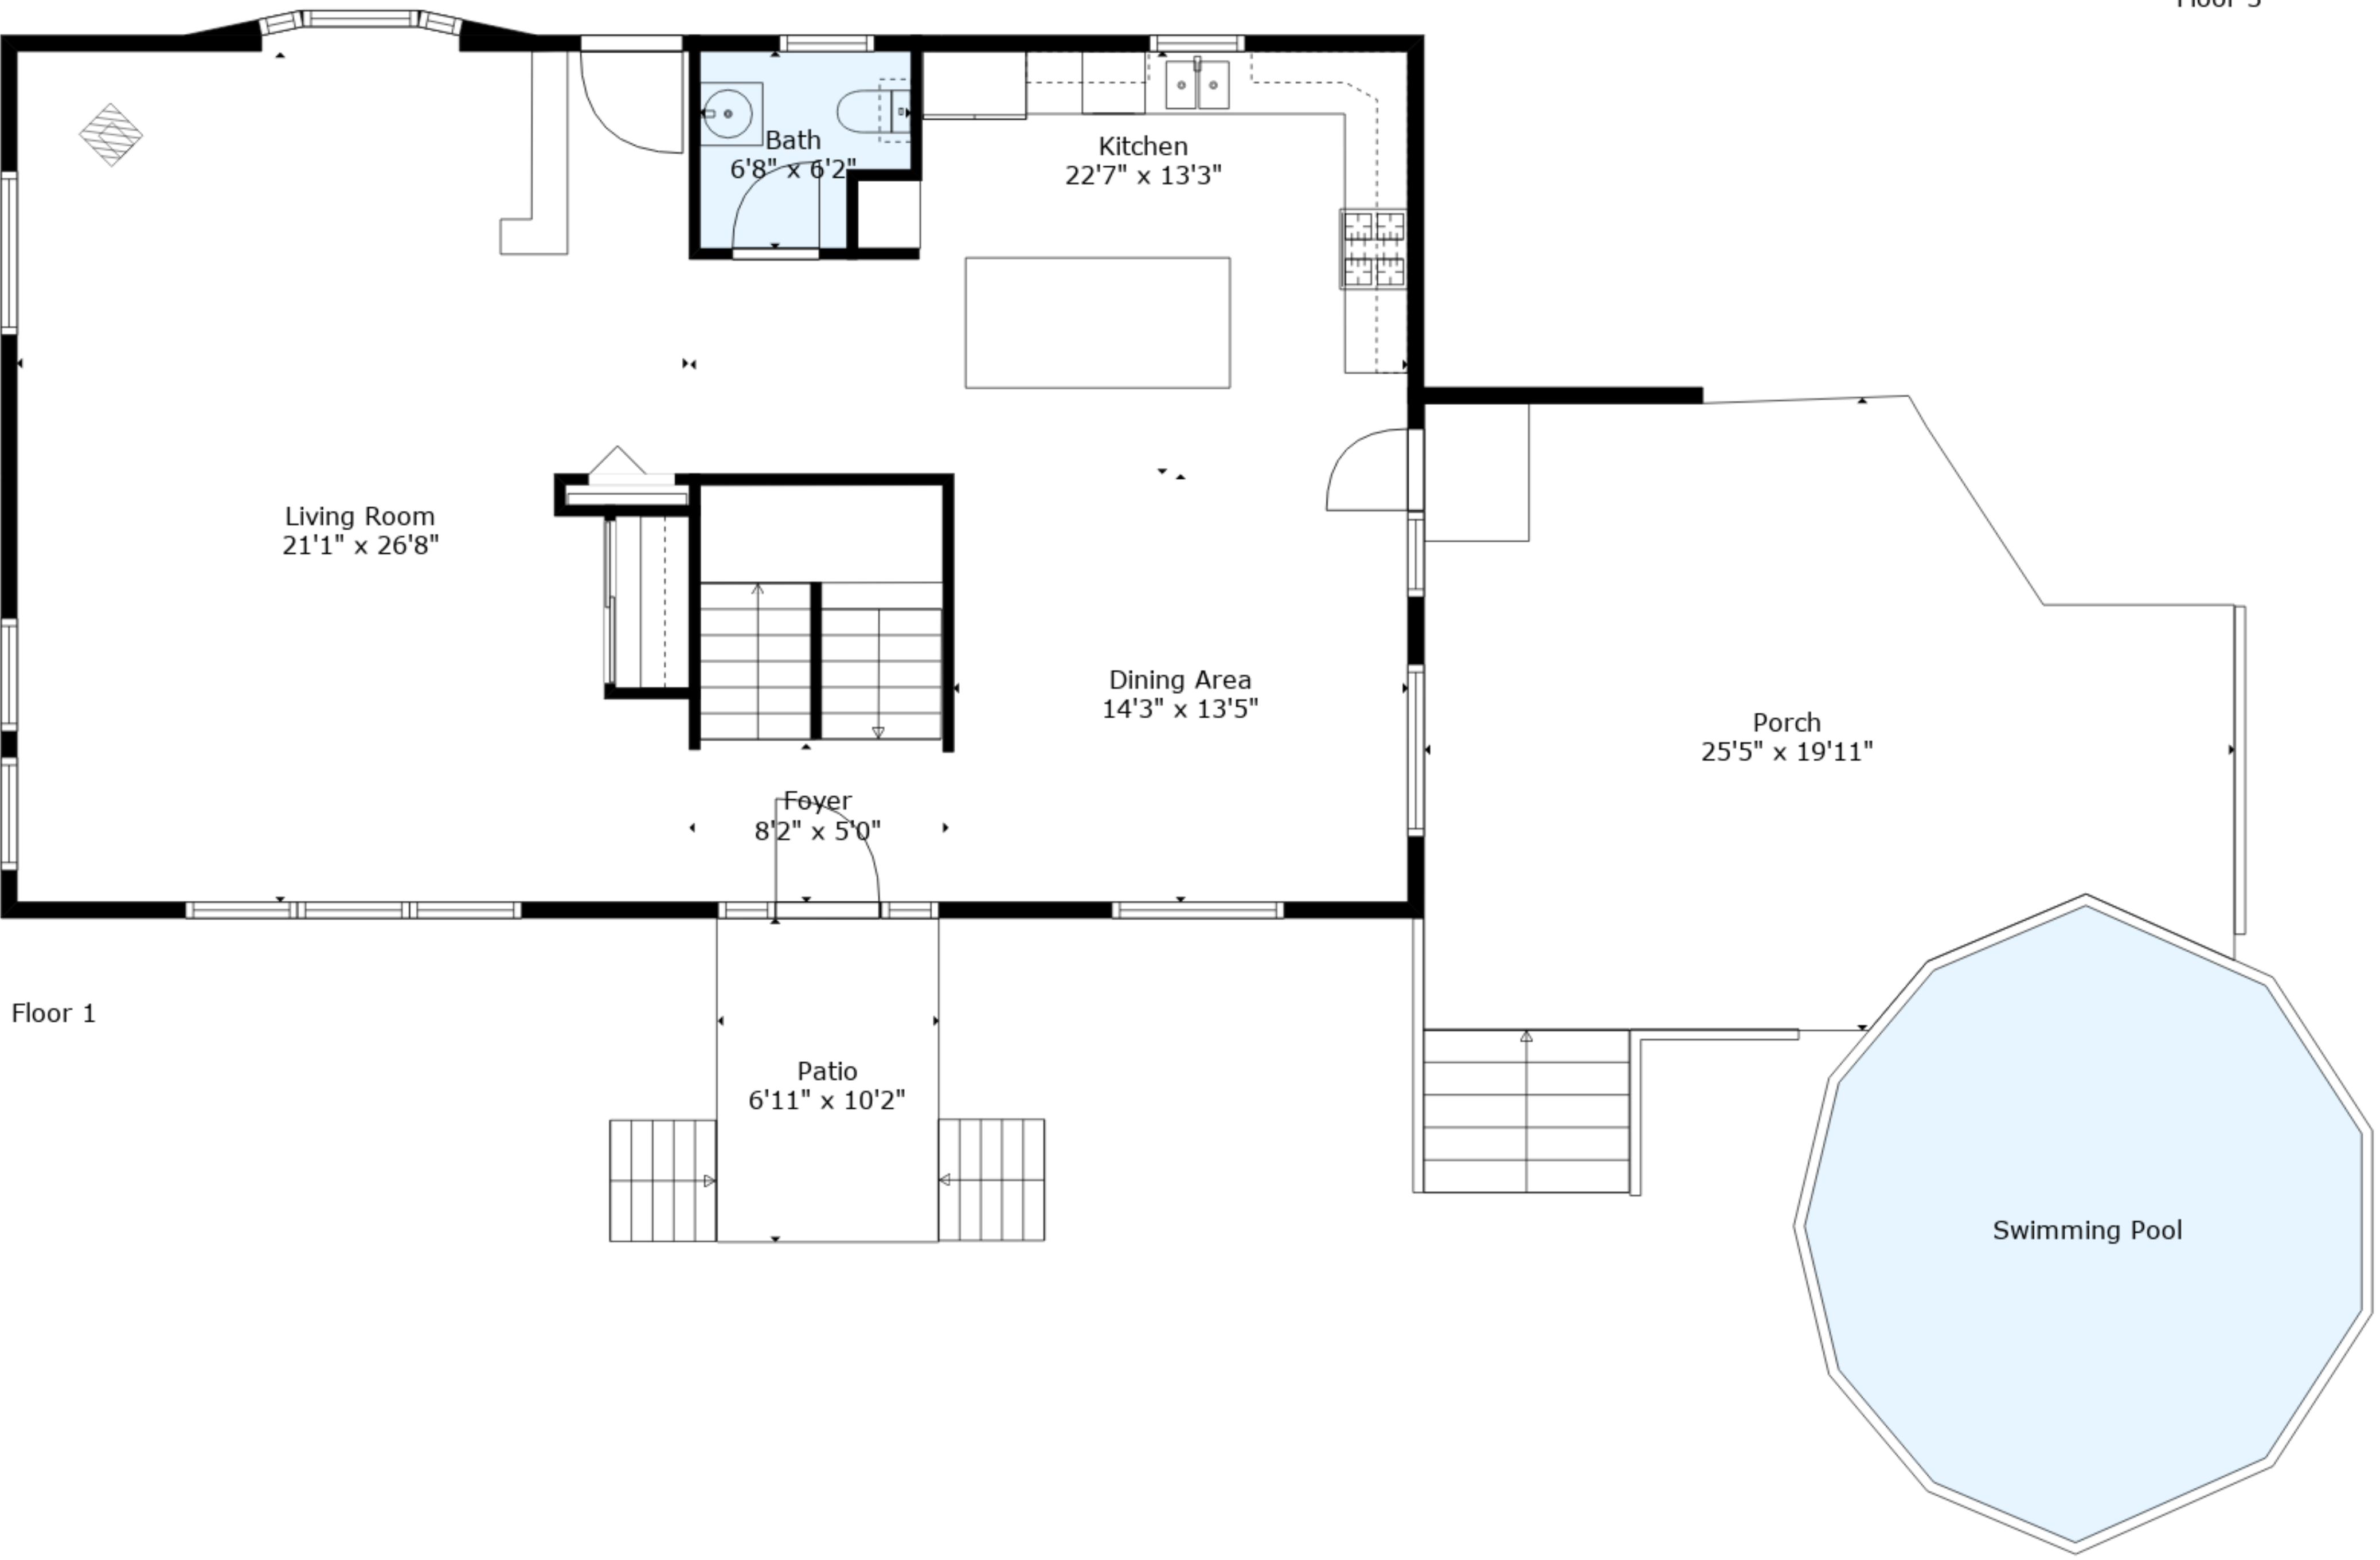 Bath
6'8" x 6'2"
Kitchen
22'7" x 13'3"
Living Room
21'1" x 26'8"
Dining Area
14'3" x 13'5"
Porch
25'5" x 19'11"
Foyer
8'2" x 5'0"
Floor 1
Patio
6'11" x 10'2"
Swimming Pool